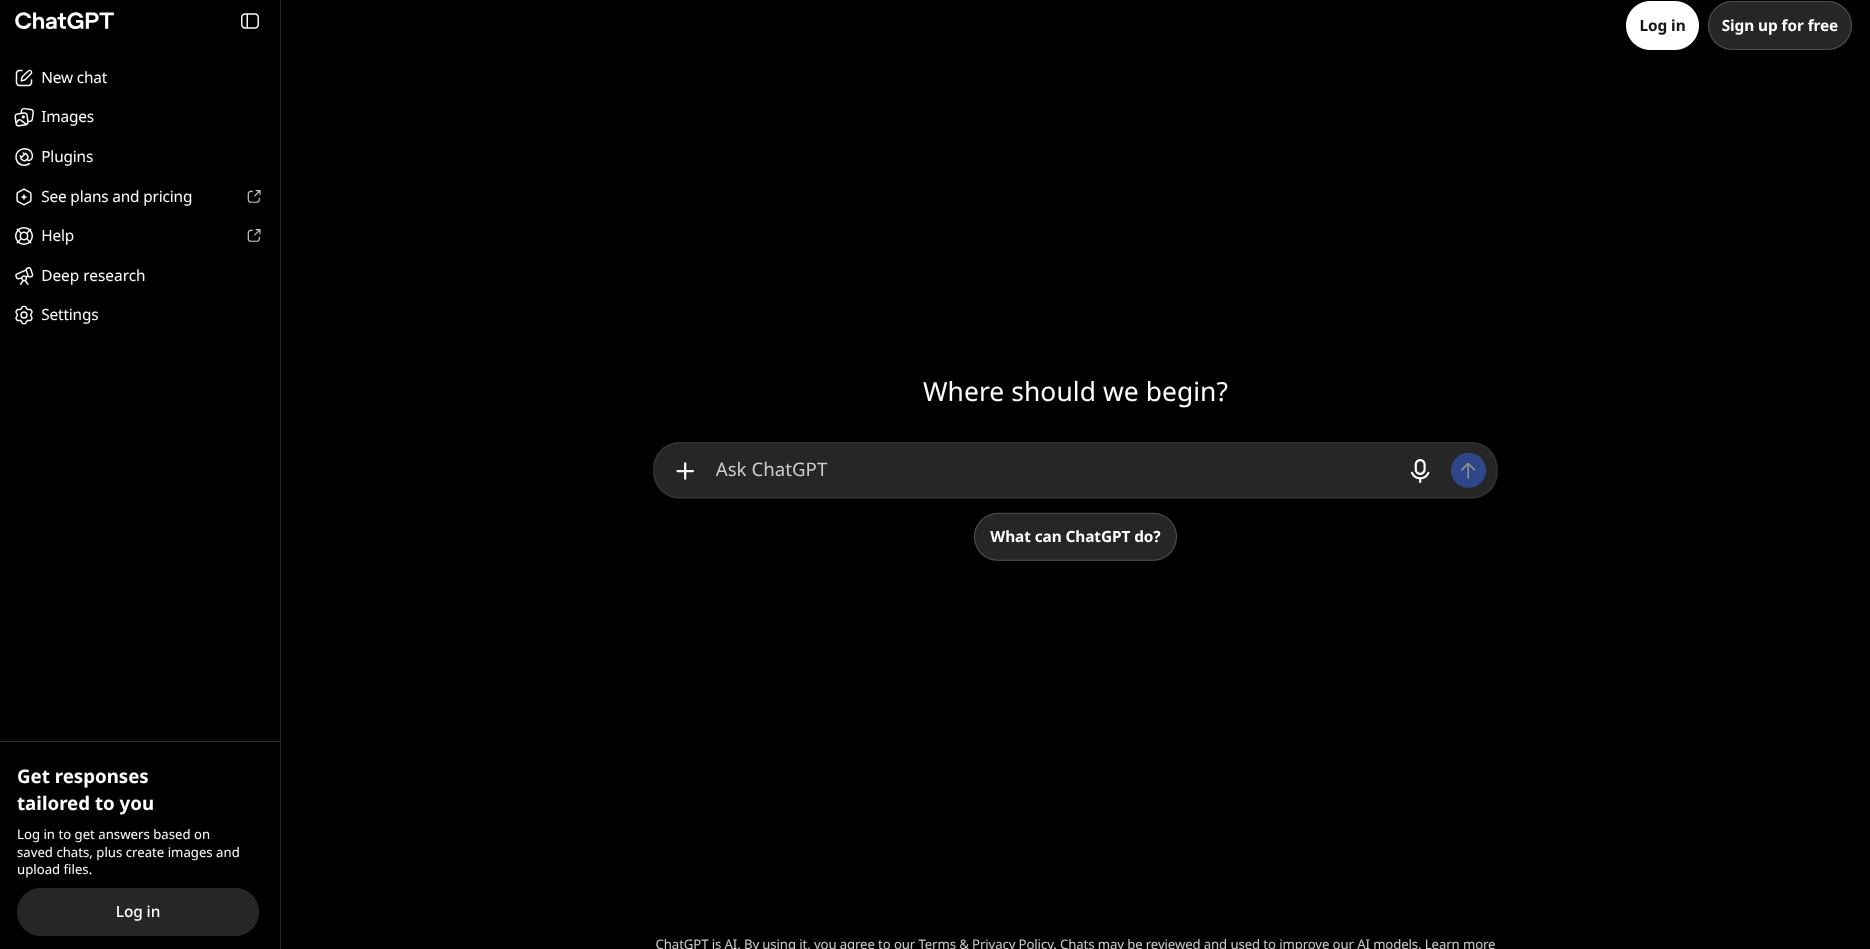 ChatGPT
New chat
Images
Plugins
See plans and pricing
Help
Deep research
Settings
Get responses
tailored to you
Log in to get answers based on
saved chats, plus create images and
upload files.
Log in
Log in
Sign up for free
Where should we begin?
Ask ChatGPT
What can ChatGPT do?
ChatGPT is AI. By using it, you agree to our Terms & Privacy Policy. Chats may be reviewed and used to improve our AI models. Learn more